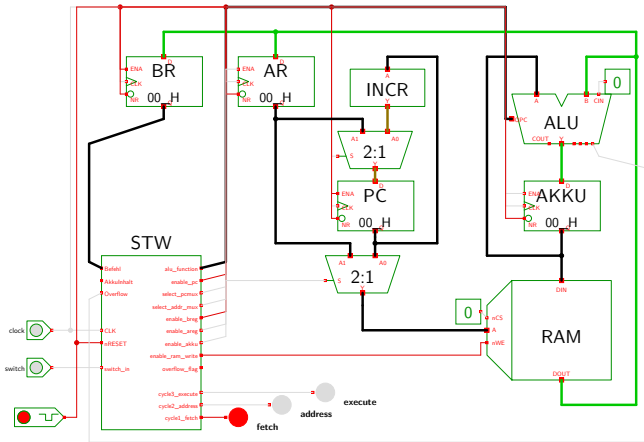 BR
D
ENA
CLK
NR
00_H
Q
AR
D
ENA
CLK
NR
00_H
Q
INCR
A
Y
2:1
A1
A0
S
Y
PC
D
ENA
CLK
NR
00_H
Q
2:1
A1
A0
S
Y
ALU
A
B
CIN
OPC
COUT
Y
0
AKKU
D
ENA
CLK
NR
00_H
Q
RAM
DIN
nCS
A
nWE
DOUT
0
STW
Befehl
AkkuInhalt
Overflow
CLK
nRESET
switch_in
alu_function
enable_pc
select_pcmux
select_addr_mux
enable_breg
enable_areg
enable_akku
enable_ram_write
overflow_flag
cycle3_execute
cycle2_address
cycle1_fetch
clock
switch
execute
address
fetch